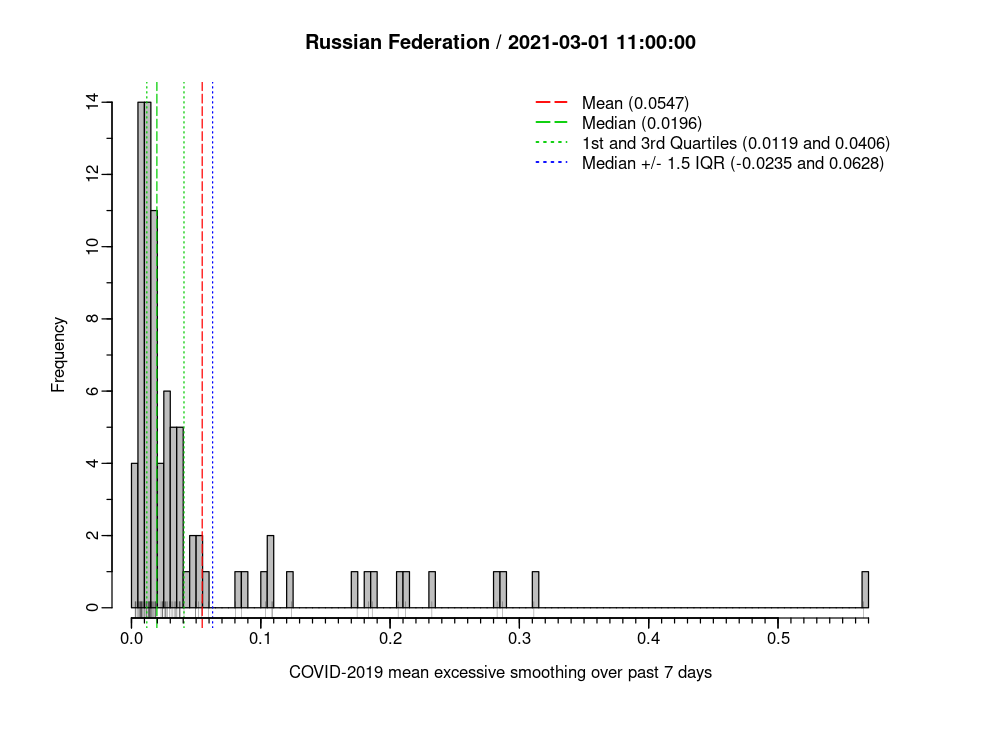 Russian Federation / 2021-03-01 11:00:00
Mean (0.0547)
Median (0.0196)
1st and 3rd Quartiles (0.0119 and 0.0406)
Median +/- 1.5 IQR (-0.0235 and 0.0628)
Frequency
14
12
10
8
6
4
2
0
0.0 0.1 0.2 0.3 0.4 0.5
COVID-2019 mean excessive smoothing over past 7 days